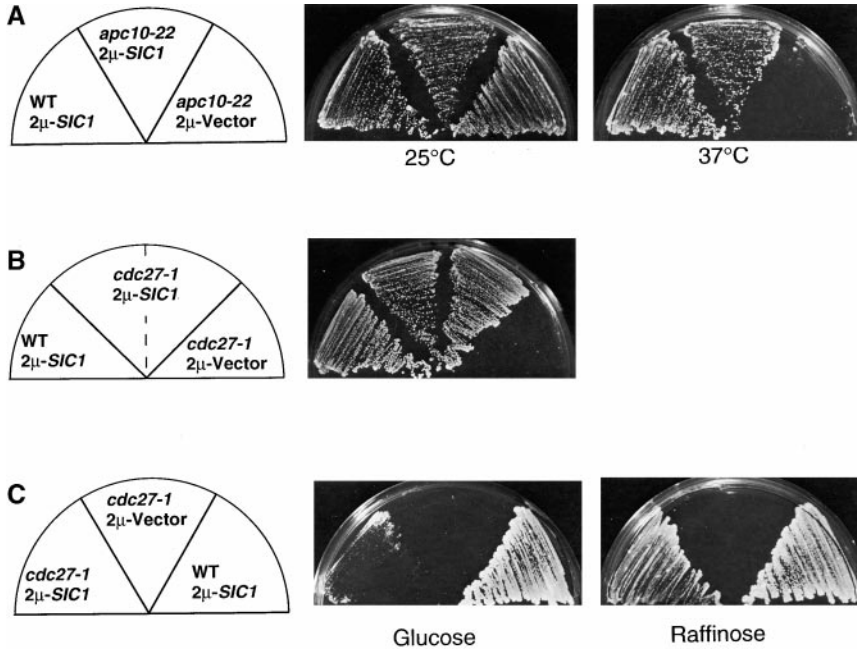 A
WT
2μ-SIC1
apc10-22
2μ-SIC1
apc10-22
2μ-Vector
25°C
37°C
B
WT
2μ-SIC1
cdc27-1
2μ-SIC1
cdc27-1
2μ-Vector
C
cdc27-1
2μ-SIC1
cdc27-1
2μ-Vector
WT
2μ-SIC1
Glucose
Raffinose